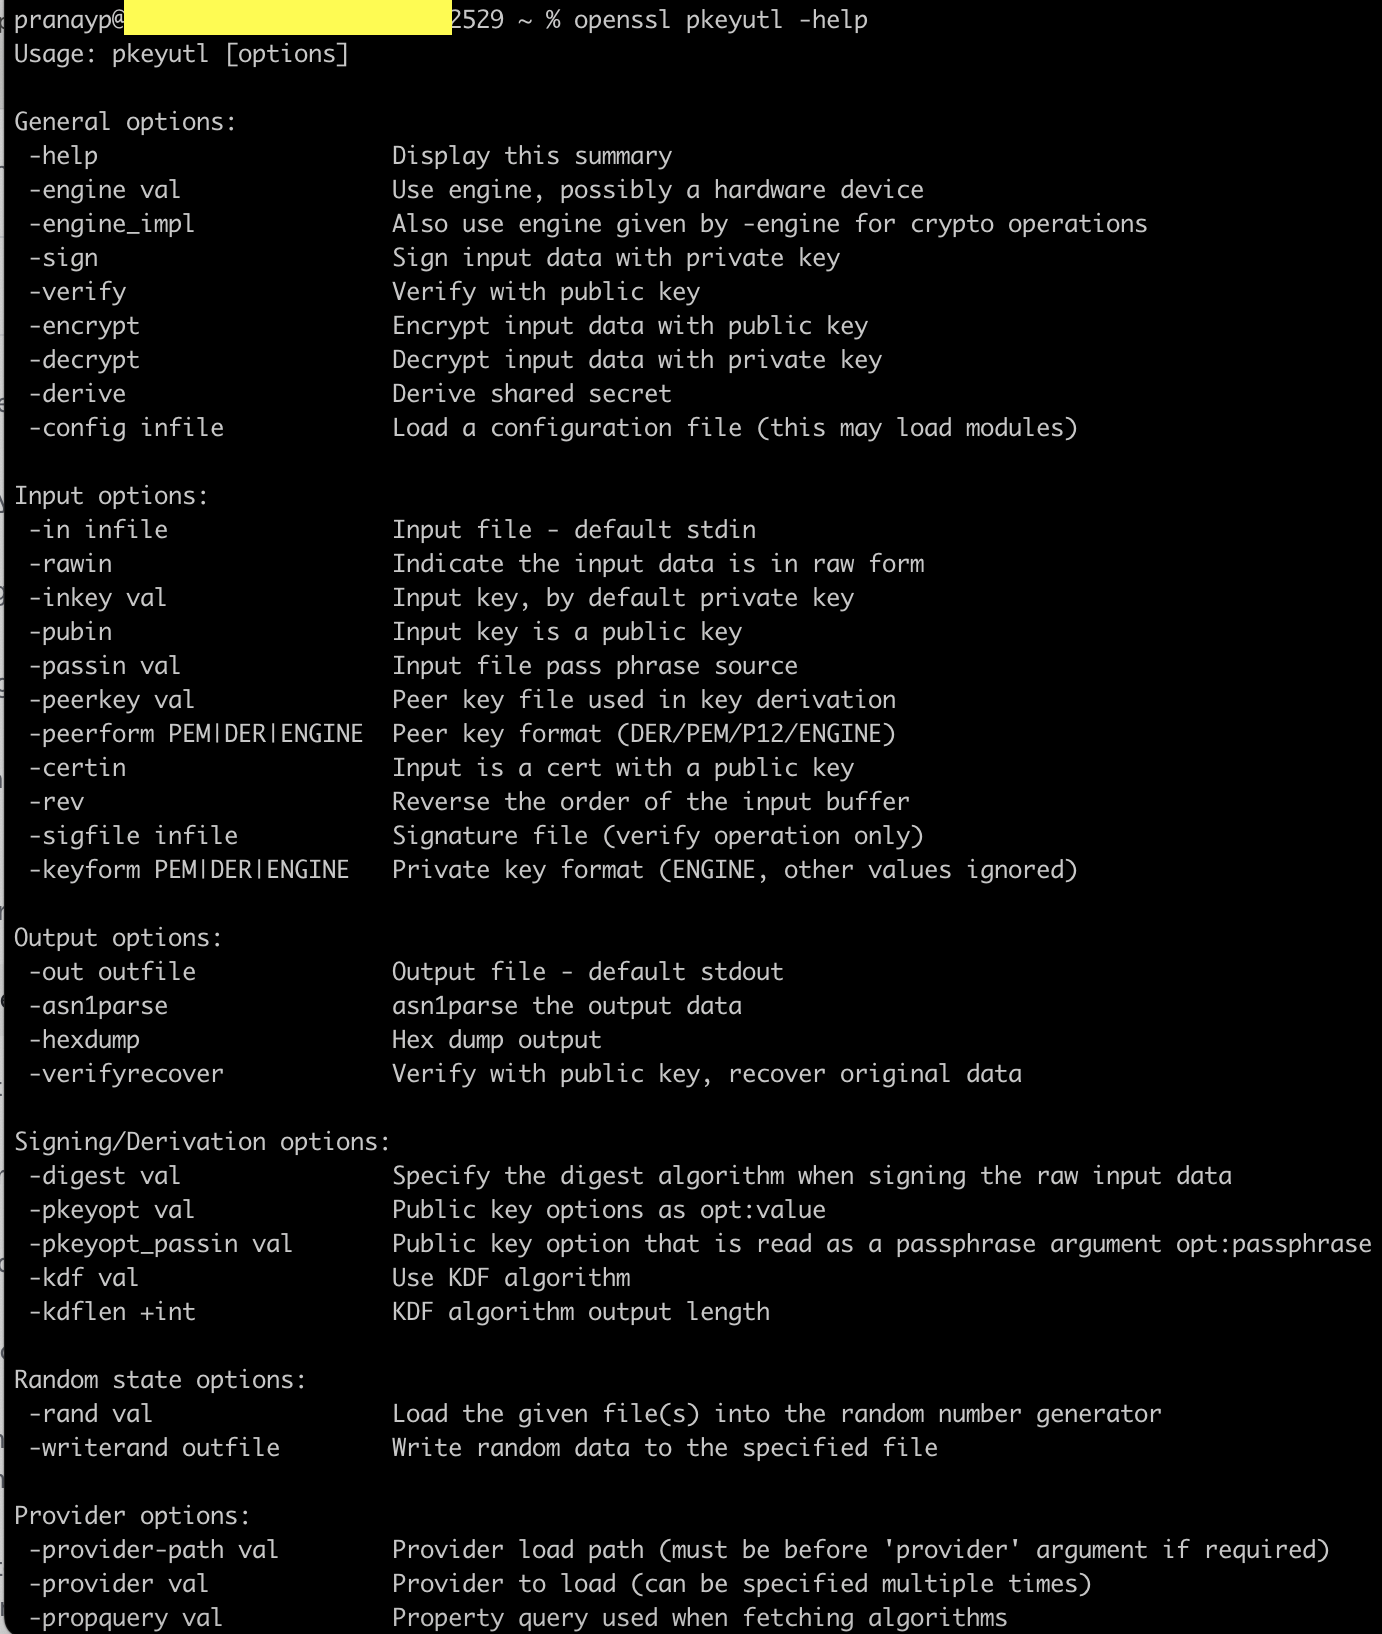 pranayp@2529 ~ % openssl pkeyutl -help
Usage: pkeyutl [options]

General options:
 -help                     Display this summary
 -engine val               Use engine, possibly a hardware device
 -engine_impl              Also use engine given by -engine for crypto operations
 -sign                     Sign input data with private key
 -verify                   Verify with public key
 -encrypt                  Encrypt input data with public key
 -decrypt                  Decrypt input data with private key
 -derive                   Derive shared secret
 -config infile            Load a configuration file (this may load modules)

Input options:
 -in infile                Input file - default stdin
 -rawin                    Indicate the input data is in raw form
 -inkey val                Input key, by default private key
 -pubin                    Input key is a public key
 -passin val               Input file pass phrase source
 -peerkey val              Peer key file used in key derivation
 -peerform PEM|DER|ENGINE  Peer key format (DER/PEM/P12/ENGINE)
 -certin                   Input is a cert with a public key
 -rev                      Reverse the order of the input buffer
 -sigfile infile           Signature file (verify operation only)
 -keyform PEM|DER|ENGINE   Private key format (ENGINE, other values ignored)

Output options:
 -out outfile              Output file - default stdout
 -asn1parse                asn1parse the output data
 -hexdump                  Hex dump output
 -verifyrecover            Verify with public key, recover original data

Signing/Derivation options:
 -digest val               Specify the digest algorithm when signing the raw input data
 -pkeyopt val              Public key options as opt:value
 -pkeyopt_passin val       Public key option that is read as a passphrase argument opt:passphrase
 -kdf val                  Use KDF algorithm
 -kdflen +int              KDF algorithm output length

Random state options:
 -rand val                 Load the given file(s) into the random number generator
 -writerand outfile        Write random data to the specified file

Provider options:
 -provider-path val        Provider load path (must be before 'provider' argument if required)
 -provider val             Provider to load (can be specified multiple times)
 -propquery val            Property query used when fetching algorithms